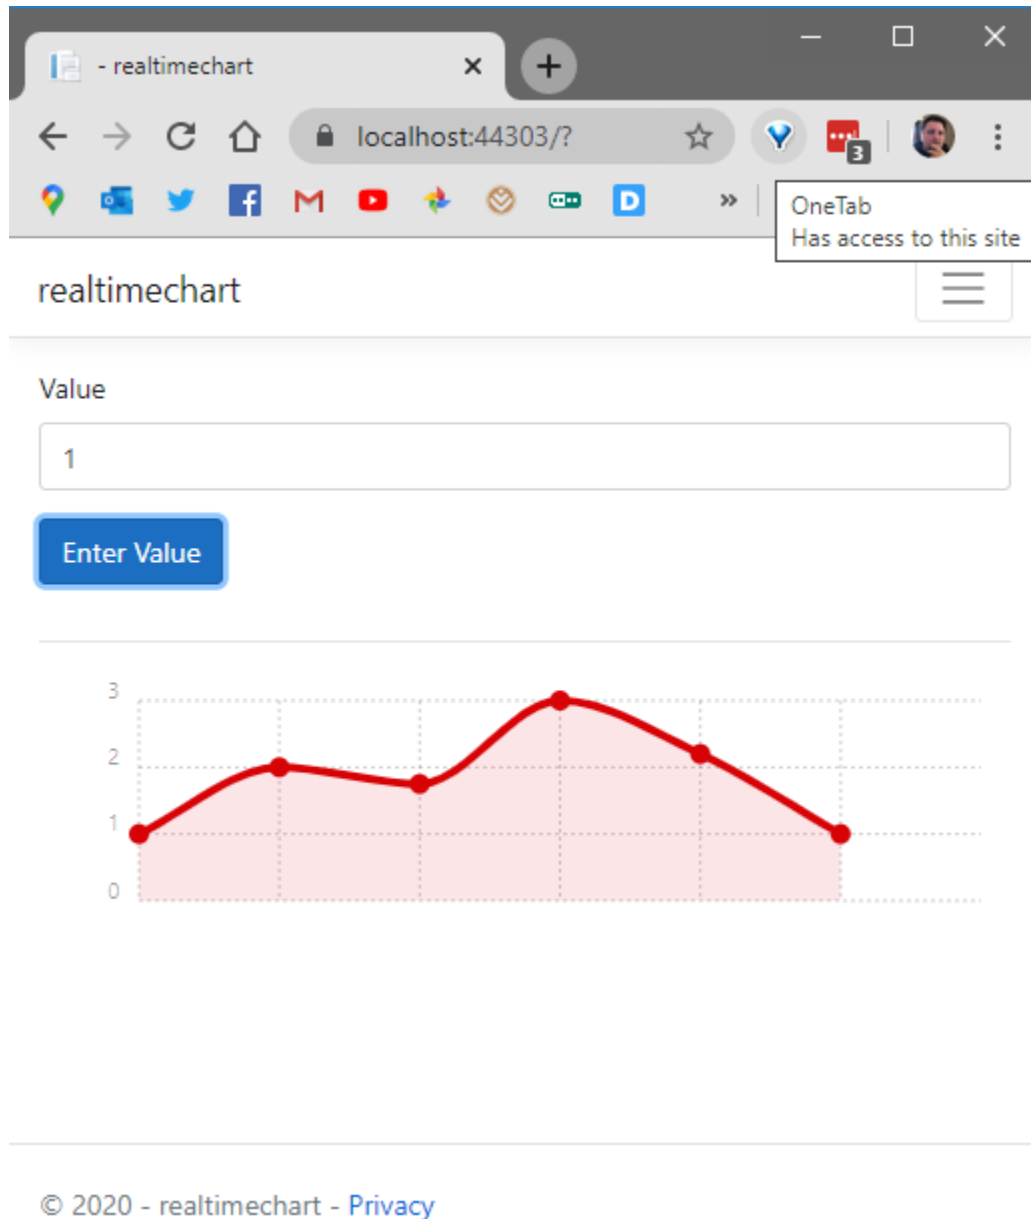 - realtimechart
localhost:44303/?
3
D
OneTab
Has access to this site
realtimechart
Value
1
Enter Value
3
2
1
0
© 2020 - realtimechart - Privacy